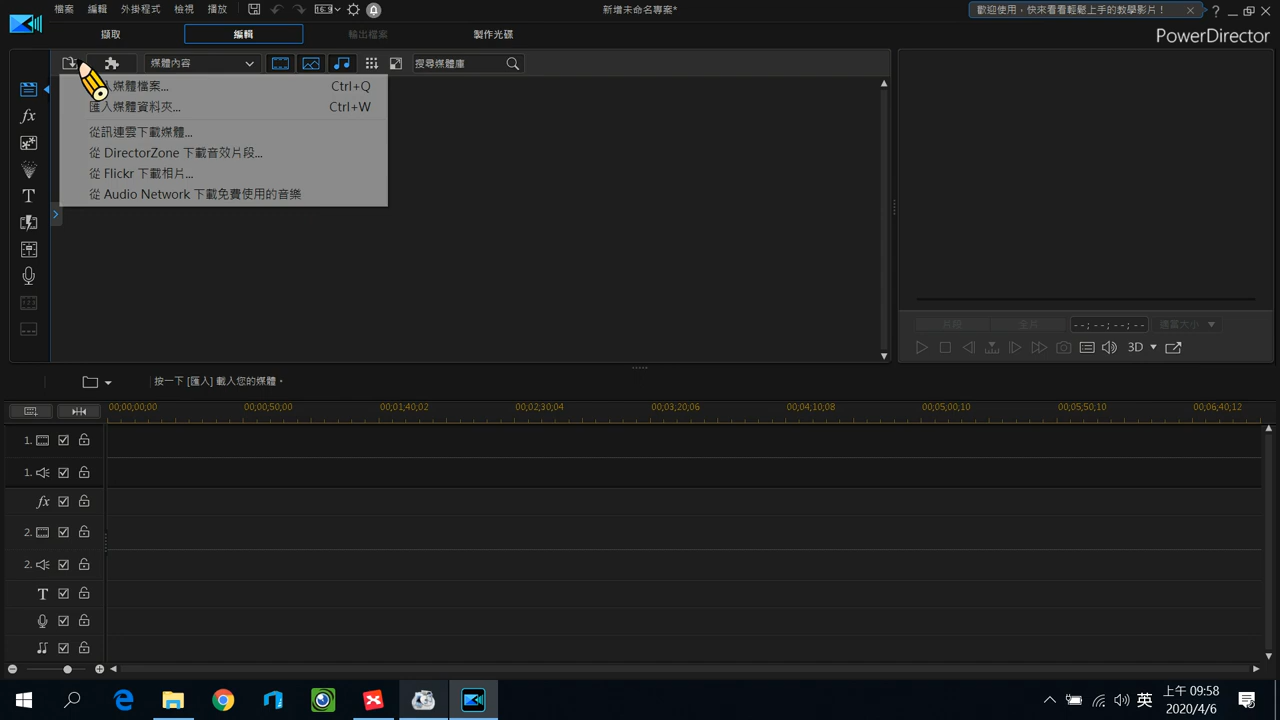 檔案 編輯 外掛程式 檢視 播放
新增未命名專案*
歡迎使用，快來看看輕鬆上手的教學影片！
擷取 編輯 輸出檔案 製作光碟
PowerDirector
媒體內容
搜尋媒體庫
媒體檔案... Ctrl+Q
匯入媒體資料夾... Ctrl+W
從訊連雲下載媒體...
從 DirectorZone 下載音效片段...
從 Flickr 下載相片...
從 Audio Network 下載免費使用的音樂
fx
T
片段 全片 --;--;--;-- 適當大小
3D
按一下 [匯入] 載入您的媒體。
00;00;00;00 00;00;50;00 00;01;40;02 00;02;30;04 00;03;20;06 00;04;10;08 00;05;00;10 00;05;50;10 00;06;40;12
1.
1.
fx
2.
2.
T
英
上午 09:58
2020/4/6